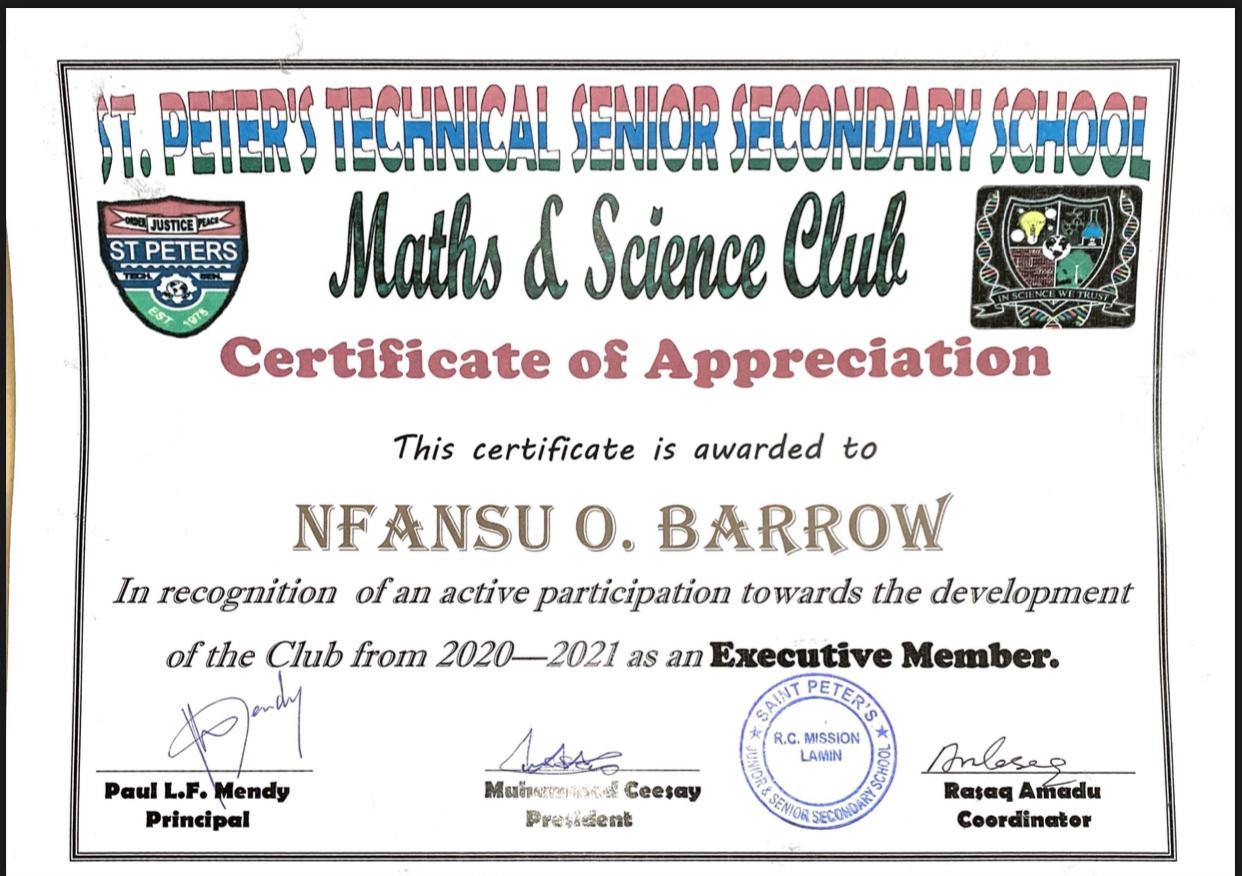 ST. PETER'S TECHNICAL SENIOR SECONDARY SCHOOL
ORDER JUSTICE PEACE
ST PETERS
TECH. SEN.
EST 1975
Maths & Science Club
IN SCIENCE WE TRUST
Certificate of Appreciation
This certificate is awarded to
NFANSU O. BARROW
In recognition of an active participation towards the development
of the Club from 2020—2021 as an Executive Member.
Mendy
SAINT PETER'S
R.C. MISSION
LAMIN
JUNIOR & SENIOR SECONDARY SCHOOL
Paul L.F. Mendy
Principal
Muhammed Ceesay
President
Rasaq Amadu
Coordinator